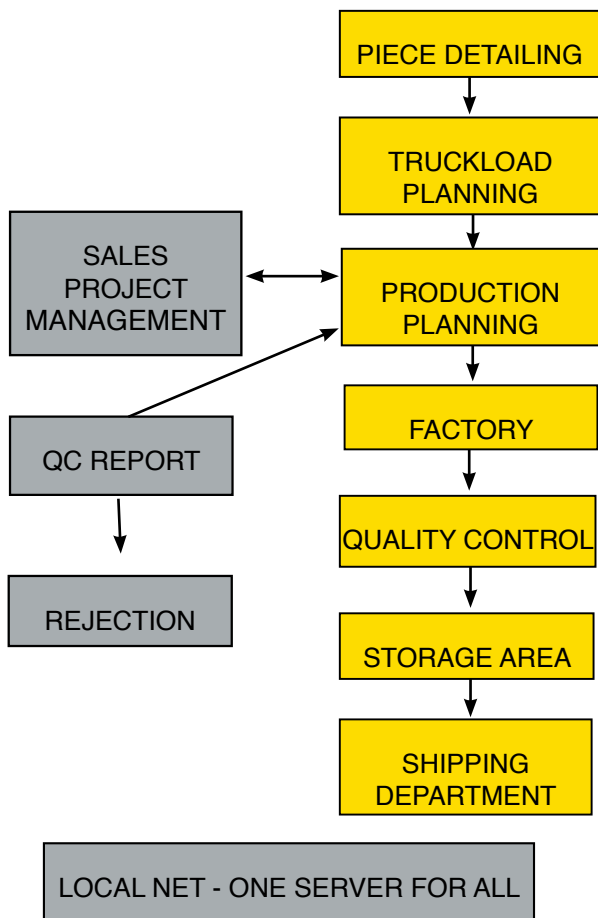 PIECE DETAILING
TRUCKLOAD
PLANNING
SALES
PROJECT
MANAGEMENT
PRODUCTION
PLANNING
FACTORY
QC REPORT
QUALITY CONTROL
REJECTION
STORAGE AREA
SHIPPING
DEPARTMENT
LOCAL NET - ONE SERVER FOR ALL